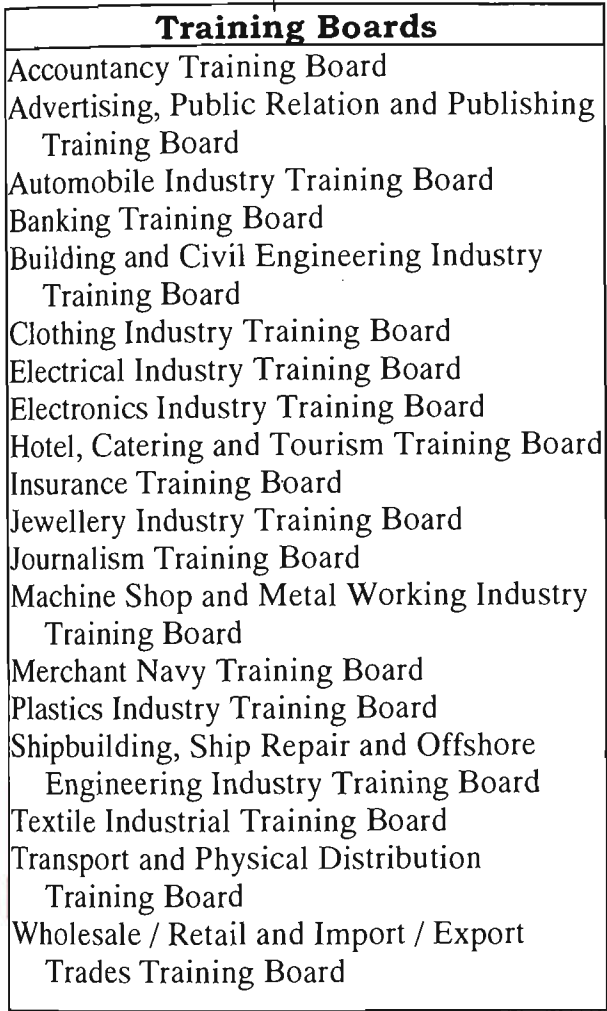 Training Boards
Accountancy Training Board
Advertising, Public Relation and Publishing
Training Board
Automobile Industry Training Board
Banking Training Board
Building and Civil Engineering Industry
Training Board
Clothing Industry Training Board
Electrical Industry Training Board
Electronics Industry Training Board
Hotel, Catering and Tourism Training Board
Insurance Training Board
Jewellery Industry Training Board
Journalism Training Board
Machine Shop and Metal Working Industry
Training Board
Merchant Navy Training Board
Plastics Industry Training Board
Shipbuilding, Ship Repair and Offshore
Engineering Industry Training Board
Textile Industrial Training Board
Transport and Physical Distribution
Training Board
Wholesale / Retail and Import / Export
Trades Training Board